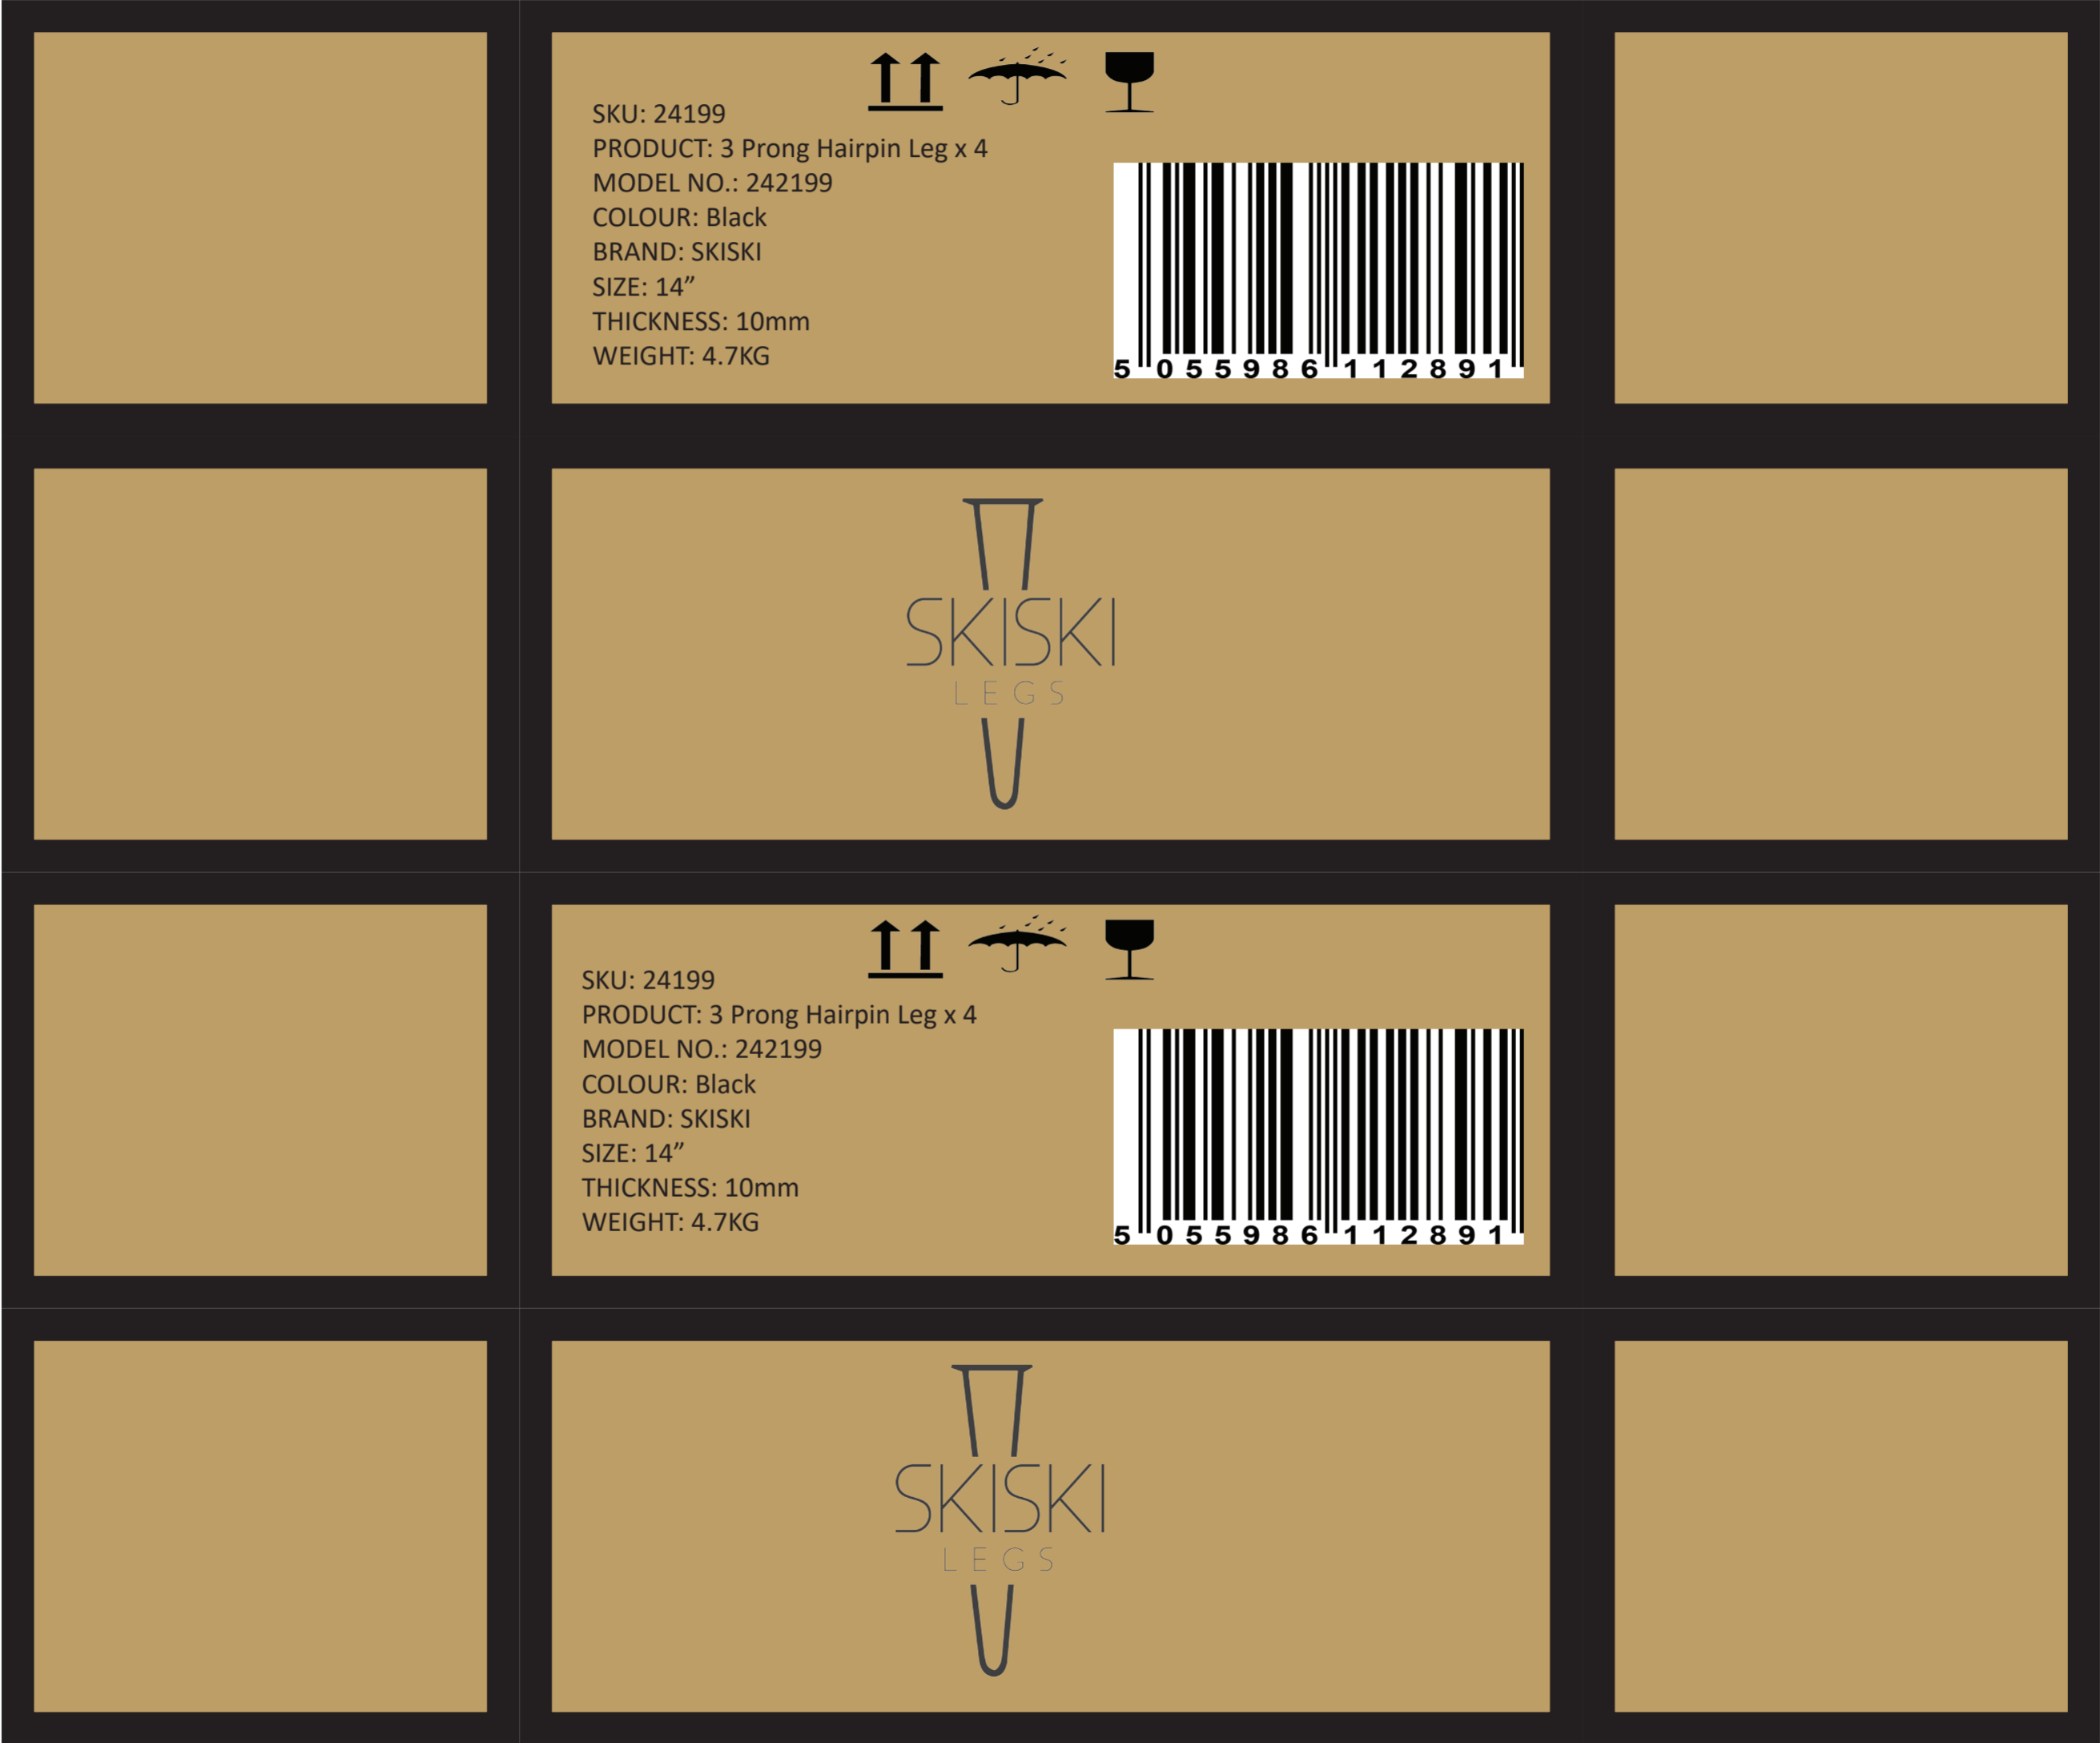 SKU: 24199
PRODUCT: 3 Prong Hairpin Leg x 4
MODEL NO.: 242199
COLOUR: Black
BRAND: SKISKI
SIZE: 14”
THICKNESS: 10mm
WEIGHT: 4.7KG
5 055986 112891
SKISKI
LEGS
SKU: 24199
PRODUCT: 3 Prong Hairpin Leg x 4
MODEL NO.: 242199
COLOUR: Black
BRAND: SKISKI
SIZE: 14”
THICKNESS: 10mm
WEIGHT: 4.7KG
5 055986 112891
SKISKI
LEGS